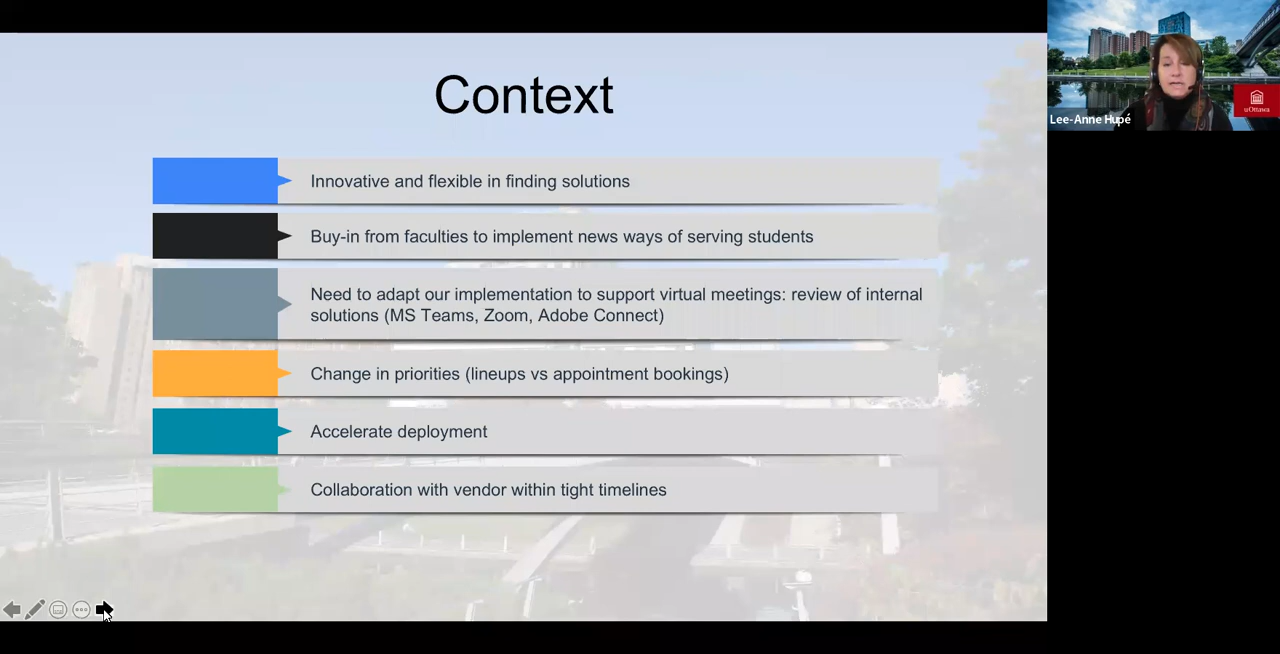 Context
Innovative and flexible in finding solutions
Buy-in from faculties to implement news ways of serving students
Need to adapt our implementation to support virtual meetings: review of internal
solutions (MS Teams, Zoom, Adobe Connect)
Change in priorities (lineups vs appointment bookings)
Accelerate deployment
Collaboration with vendor within tight timelines
Lee-Anne Hupé
uOttawa